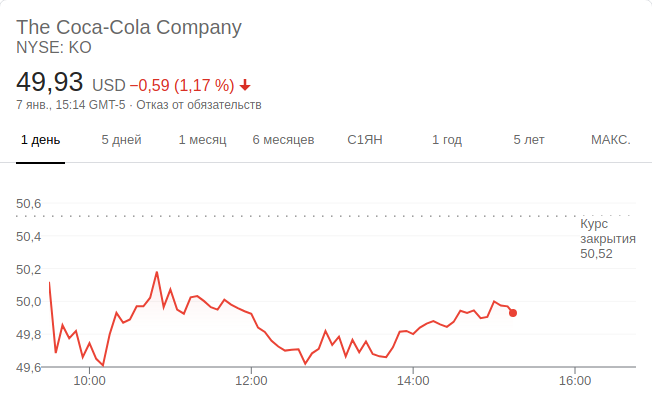 The Coca-Cola Company
NYSE: KO
49,93 USD −0,59 (1,17 %)
7 янв., 15:14 GMT-5 · Отказ от обязательств
1 день 5 дней 1 месяц 6 месяцев С1ЯН 1 год 5 лет МАКС.
50,6
Курс
закрытия
50,52
50,4
50,2
50,0
49,8
49,6
10:00 12:00 14:00 16:00